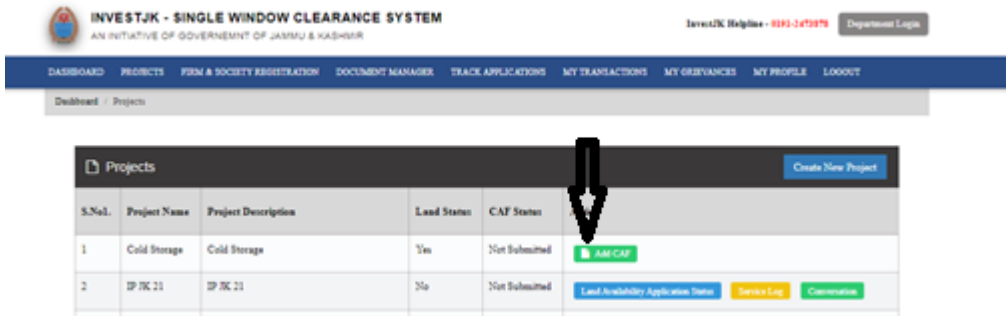 INVESTJK - SINGLE WINDOW CLEARANCE SYSTEM
AN INITIATIVE OF GOVERNEMNT OF JAMMU & KASHMIR
InvestJK Helpline - Department Login
DASHBOARD PROJECTS FIRM & SOCIETY REGISTRATION DOCUMENT MANAGER TRACK APPLICATIONS MY TRANSACTIONS MY GRIEVANCES MY PROFILE LOGOUT
Dashboard / Projects
Projects
Create New Project
S.No1. Project Name Project Description Land Status CAF Status
1 Cold Storage Cold Storage Yes Not Submitted Add CAF
2 IP JK 21 IP JK 21 No Not Submitted Land Availability Application Status Service Log Conversation